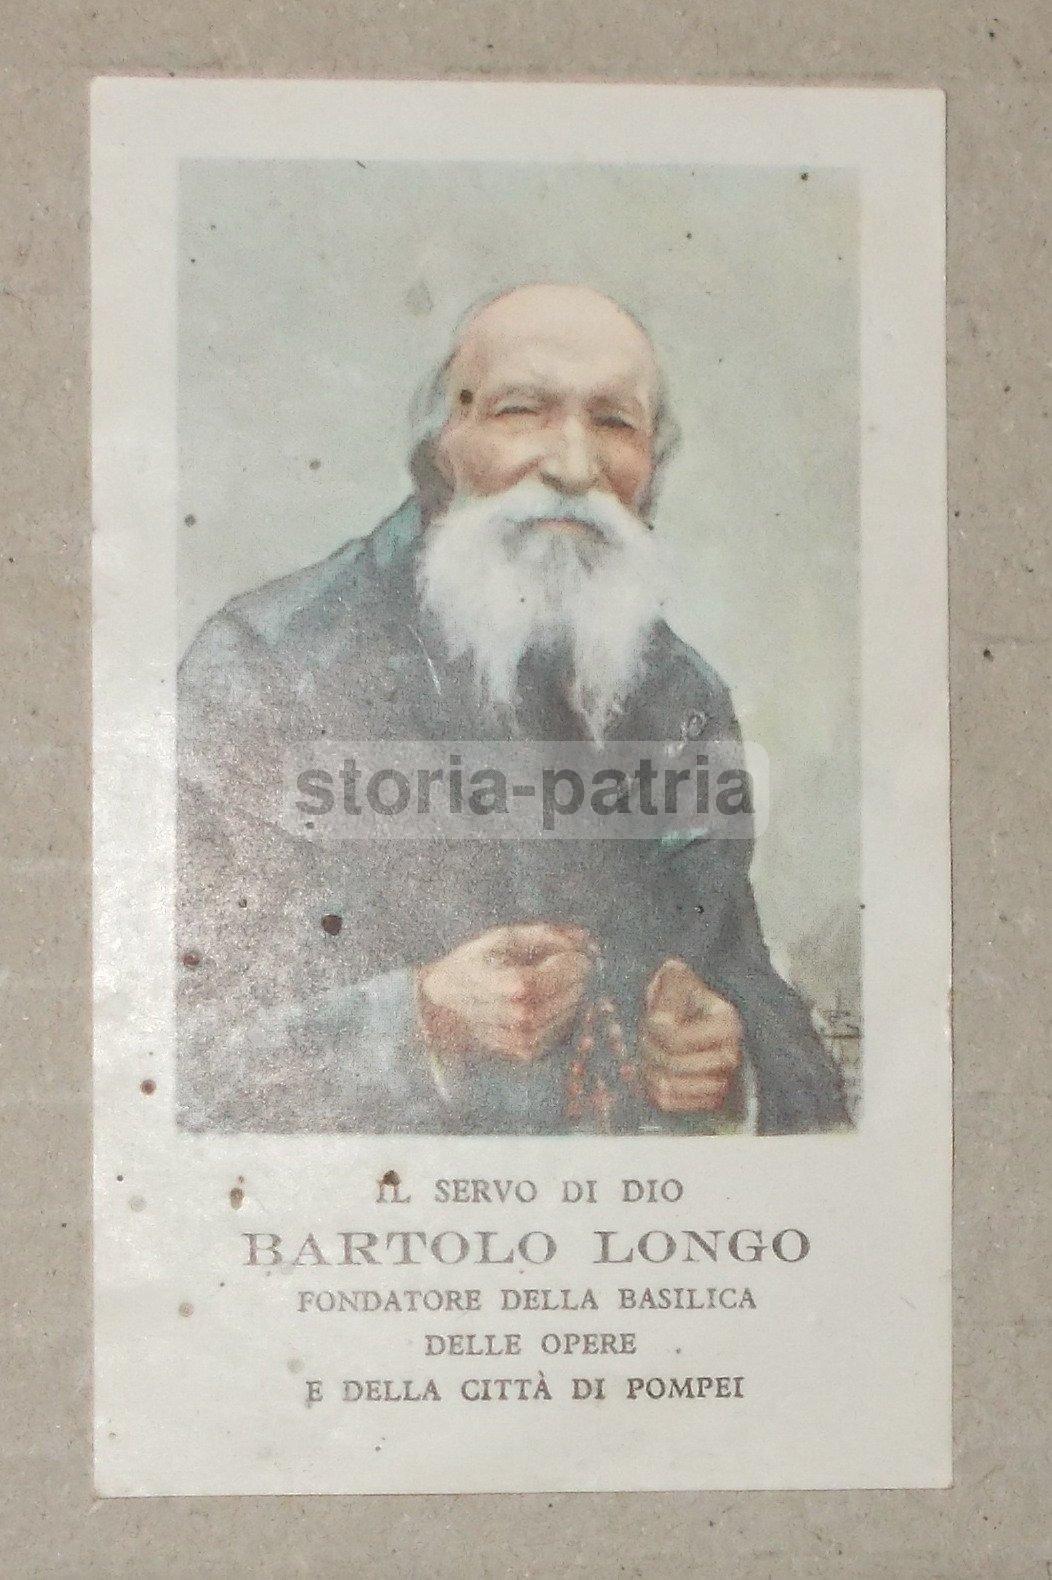 storia-patria
IL SERVO DI DIO
BARTOLO LONGO
FONDATORE DELLA BASILICA
DELLE OPERE
E DELLA CITTÀ DI POMPEI